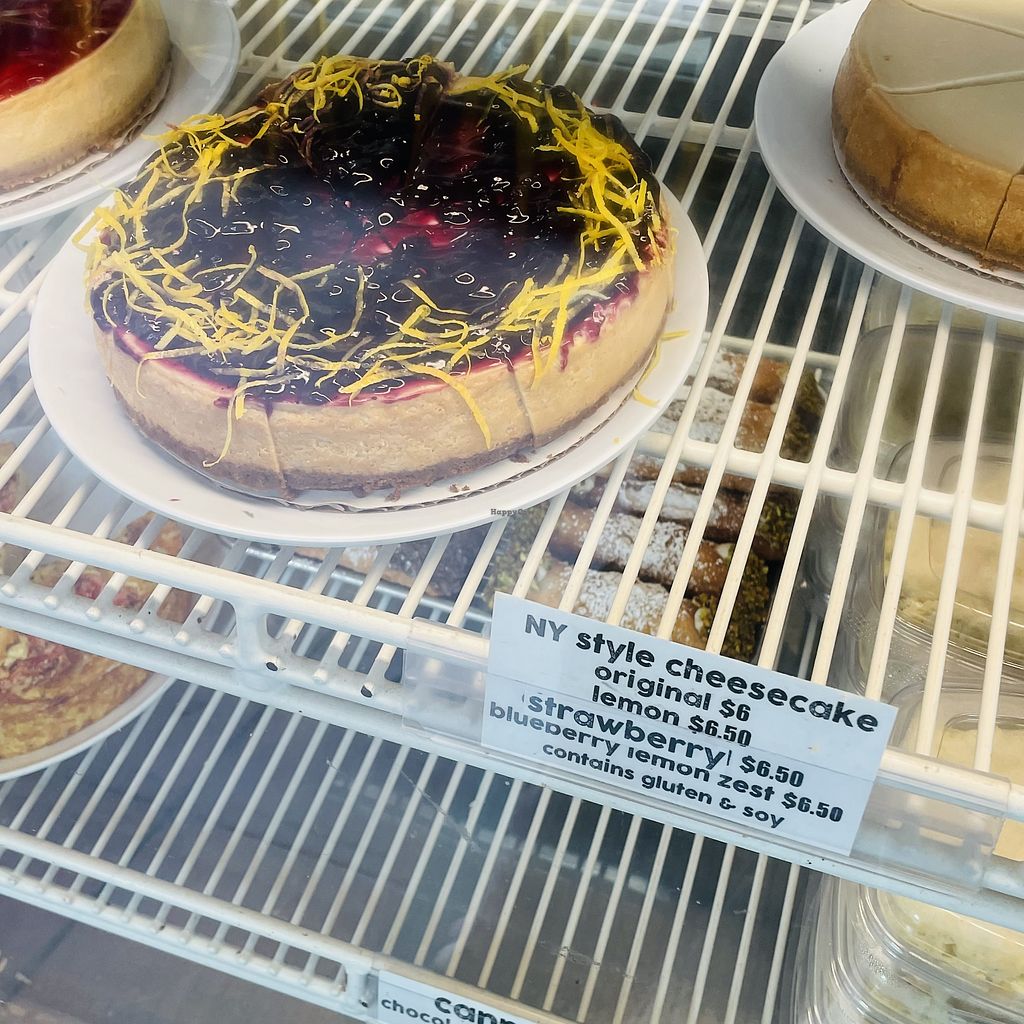 HappyCow
NY style cheesecake
original $6
lemon $6.50
strawberry $6.50
blueberry lemon zest $6.50
contains gluten & soy